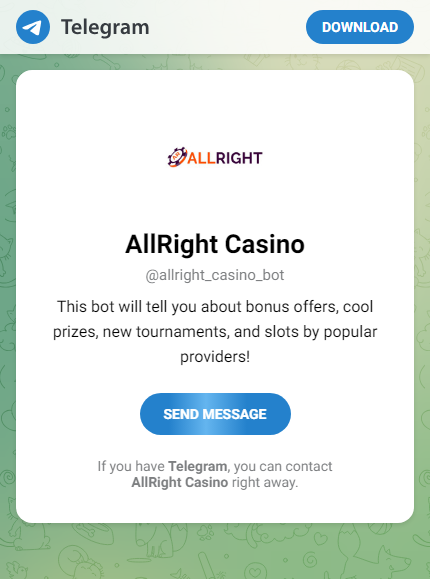 Telegram
DOWNLOAD
ALLRIGHT
AllRight Casino
@allright_casino_bot
This bot will tell you about bonus offers, cool
prizes, new tournaments, and slots by popular
providers!
SEND MESSAGE
If you have Telegram, you can contact
AllRight Casino right away.